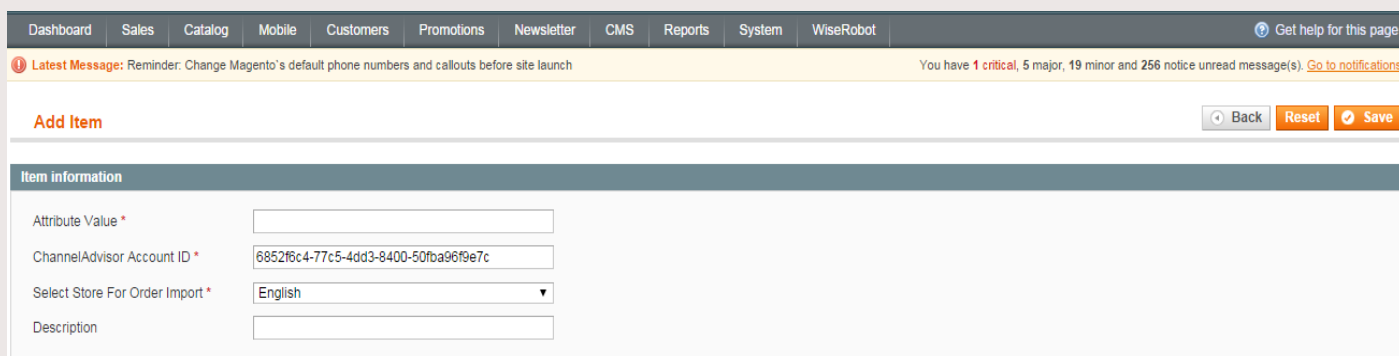 Dashboard Sales Catalog Mobile Customers Promotions Newsletter CMS Reports System WiseRobot Get help for this page
Latest Message: Reminder: Change Magento`s default phone numbers and callouts before site launch You have 1 critical, 5 major, 19 minor and 256 notice unread message(s). Go to notifications
Add Item Back Reset Save
Item information
Attribute Value *
ChannelAdvisor Account ID * 6852f6c4-77c5-4dd3-8400-50fba96f9e7c
Select Store For Order Import * English
Description